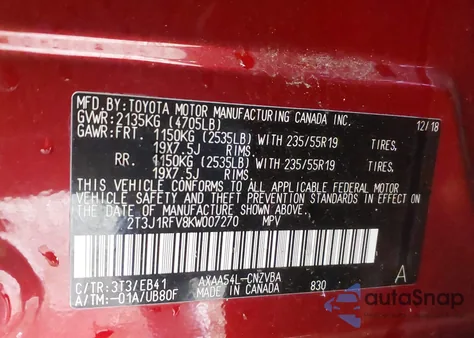 MFD.BY:TOYOTA MOTOR MANUFACTURING CANADA INC.
GVWR:2135KG (4705LB) 12/18
GAWR:FRT. 1150KG (2535LB) WITH 235/55R19 TIRES,
19X7.5J RIMS,
RR. 1150KG (2535LB) WITH 235/55R19 TIRES,
19X7.5J RIMS,
THIS VEHICLE CONFORMS TO ALL APPLICABLE FEDERAL MOTOR
VEHICLE SAFETY AND THEFT PREVENTION STANDARDS IN EFFECT ON
THE DATE OF MANUFACTURE SHOWN ABOVE.
2T3J1RFV8KW007270 MPV
C/TR:3T3/EB41 AXAA54L-CNZVBA A
A/TM:-01A/UB80F MADE IN CANADA 830
autoSnap